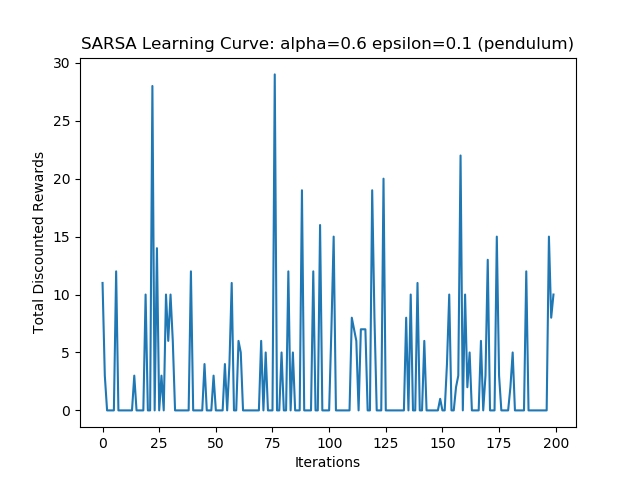 SARSA Learning Curve: alpha=0.6 epsilon=0.1 (pendulum)
30
25
20
15
10
5
0
Total Discounted Rewards
0 25 50 75 100 125 150 175 200
Iterations